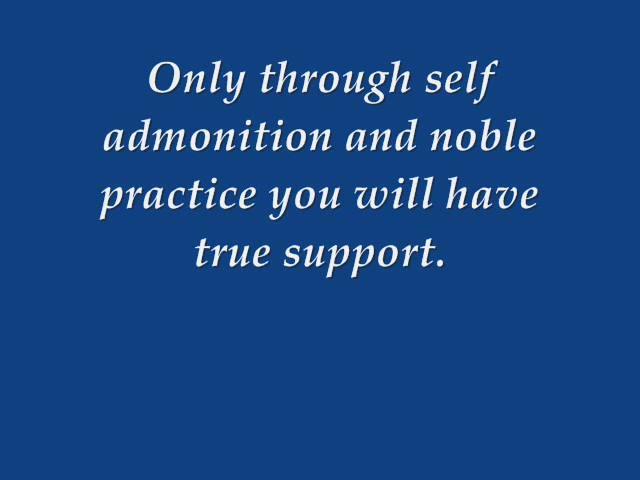 Only through self
admonition and noble
practice you will have
true support.